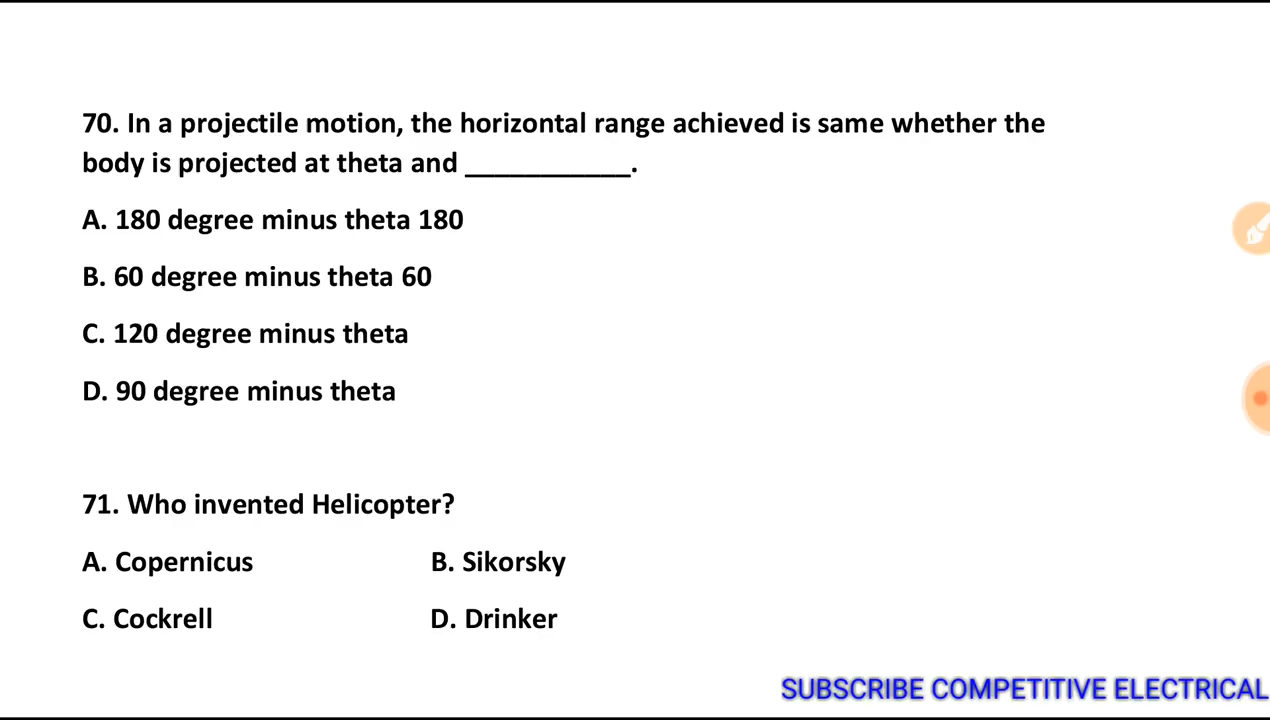 70. In a projectile motion, the horizontal range achieved is same whether the
body is projected at theta and ___________.
A. 180 degree minus theta 180
B. 60 degree minus theta 60
C. 120 degree minus theta
D. 90 degree minus theta
71. Who invented Helicopter?
A. Copernicus B. Sikorsky
C. Cockrell D. Drinker
SUBSCRIBE COMPETITIVE ELECTRICAL